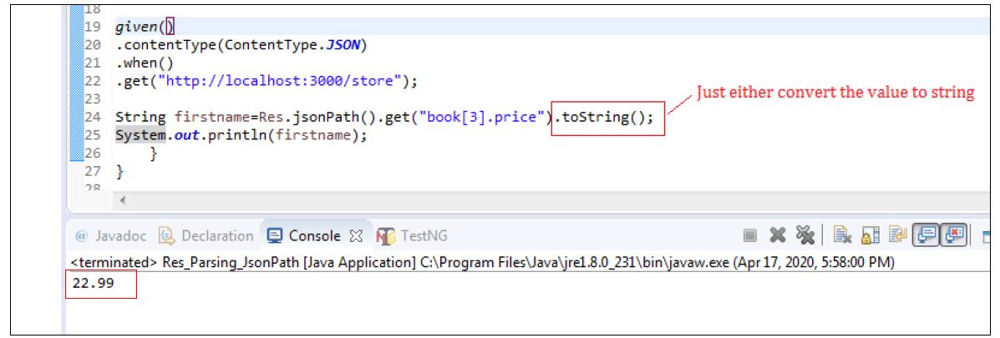 18
19 given()
20 .contentType(ContentType.JSON)
21 .when()
22 .get("http://localhost:3000/store");
23
Just either convert the value to string
24 String firstname=Res.jsonPath().get("book[3].price").toString();
25 System.out.println(firstname);
26 }
27 }
28
@ Javadoc Declaration Console TestNG
<terminated> Res_Parsing_JsonPath [Java Application] C:\Program Files\Java\jre1.8.0_231\bin\javaw.exe (Apr 17, 2020, 5:58:00 PM)
22.99